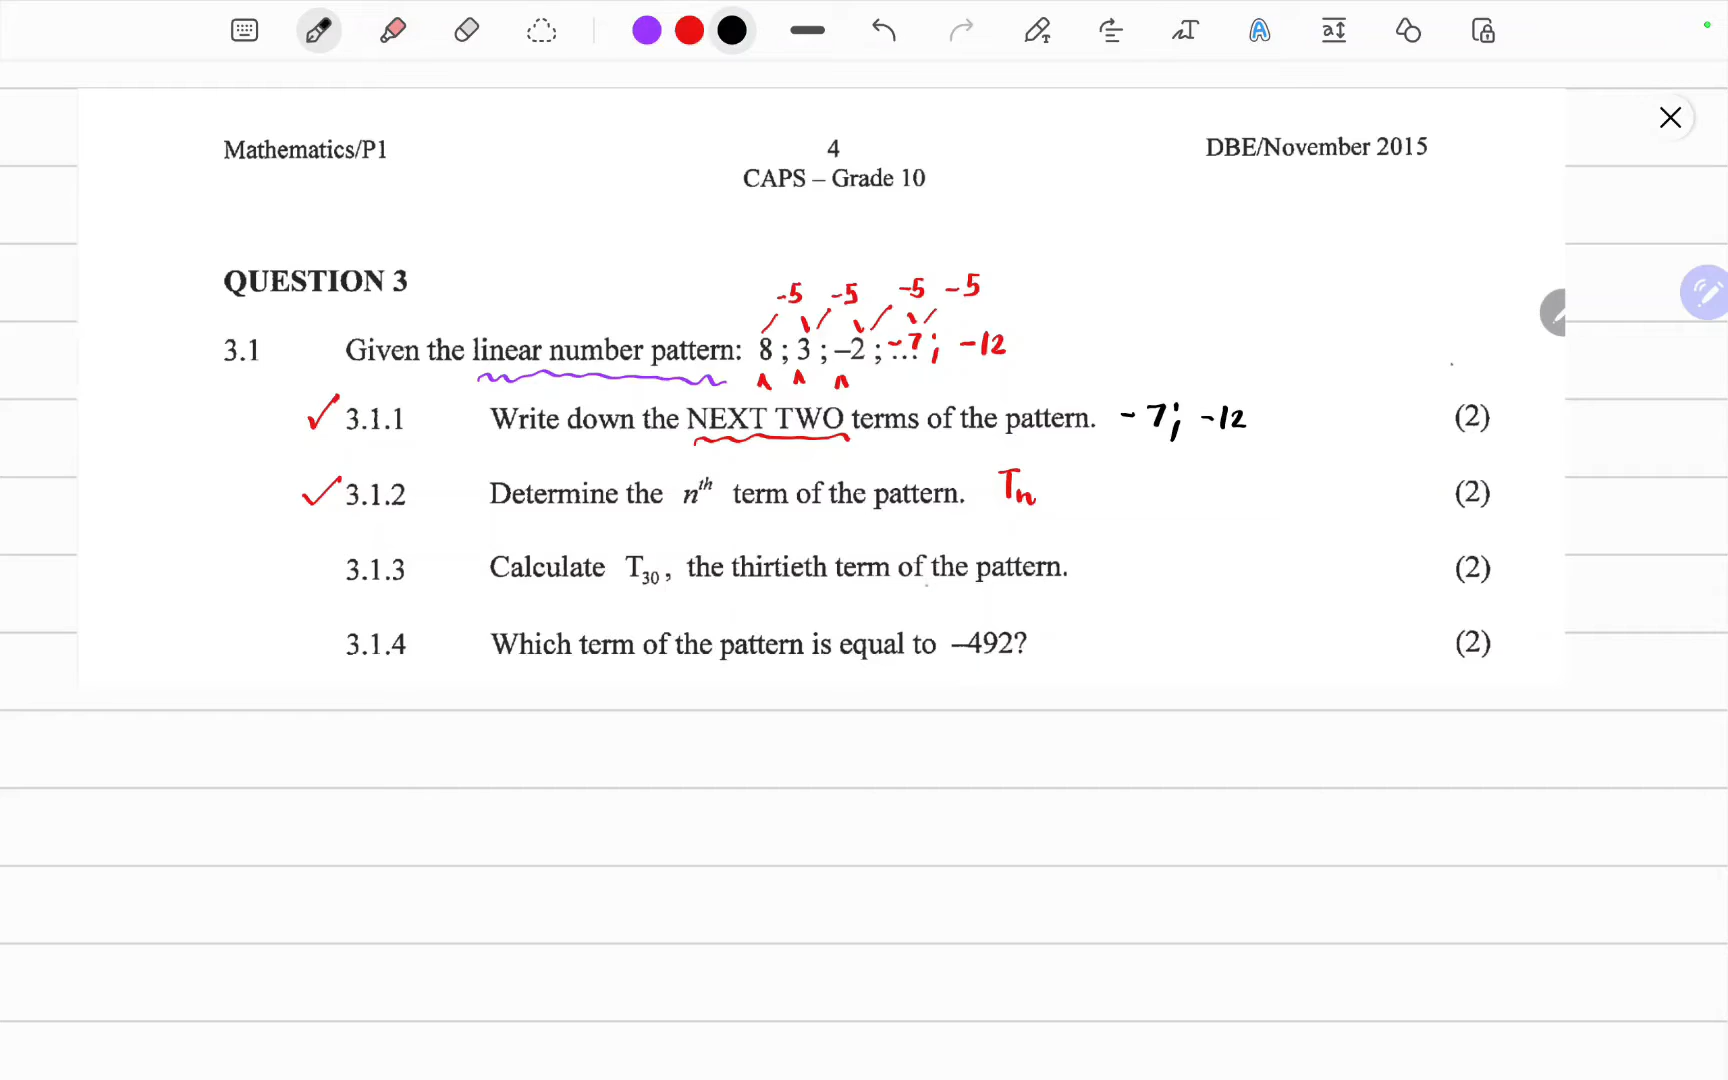 Mathematics/P1 4 DBE/November 2015
CAPS – Grade 10
QUESTION 3
-5 -5 -5 -5
3.1 Given the linear number pattern: 8 ; 3 ; –2 ; ... -7 ; -12
3.1.1 Write down the NEXT TWO terms of the pattern. -7 ; -12 (2)
3.1.2 Determine the nᵗʰ term of the pattern. Tₙ (2)
3.1.3 Calculate T₃₀, the thirtieth term of the pattern. (2)
3.1.4 Which term of the pattern is equal to –492? (2)